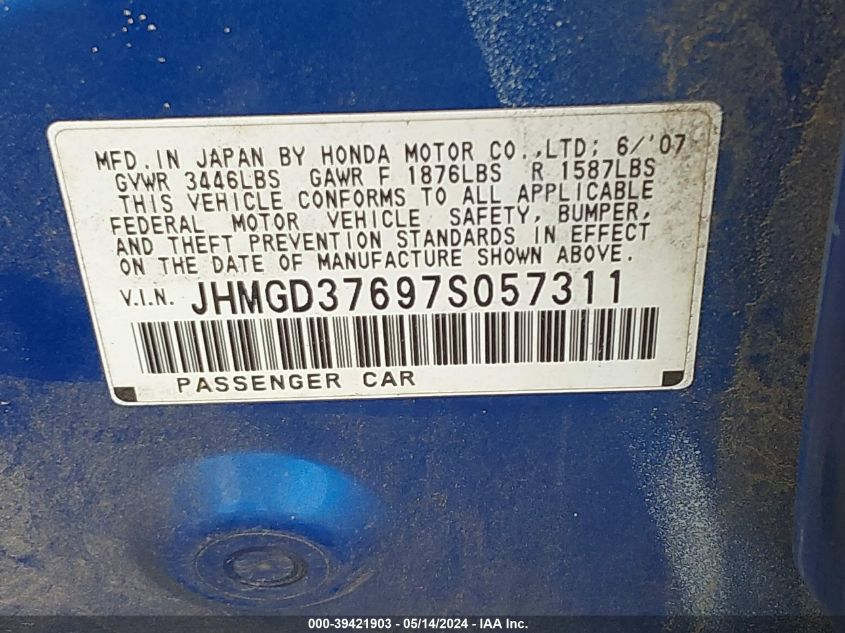 MFD. IN JAPAN BY HONDA MOTOR CO.,LTD; 6/'07
GVWR 3446LBS GAWR F 1876LBS R 1587LBS
THIS VEHICLE CONFORMS TO ALL APPLICABLE
FEDERAL MOTOR VEHICLE SAFETY, BUMPER,
AND THEFT PREVENTION STANDARDS IN EFFECT
ON THE DATE OF MANUFACTURE SHOWN ABOVE.
V.I.N. JHMGD37697S057311
PASSENGER CAR
000-39421903 - 05/14/2024 - IAA Inc.